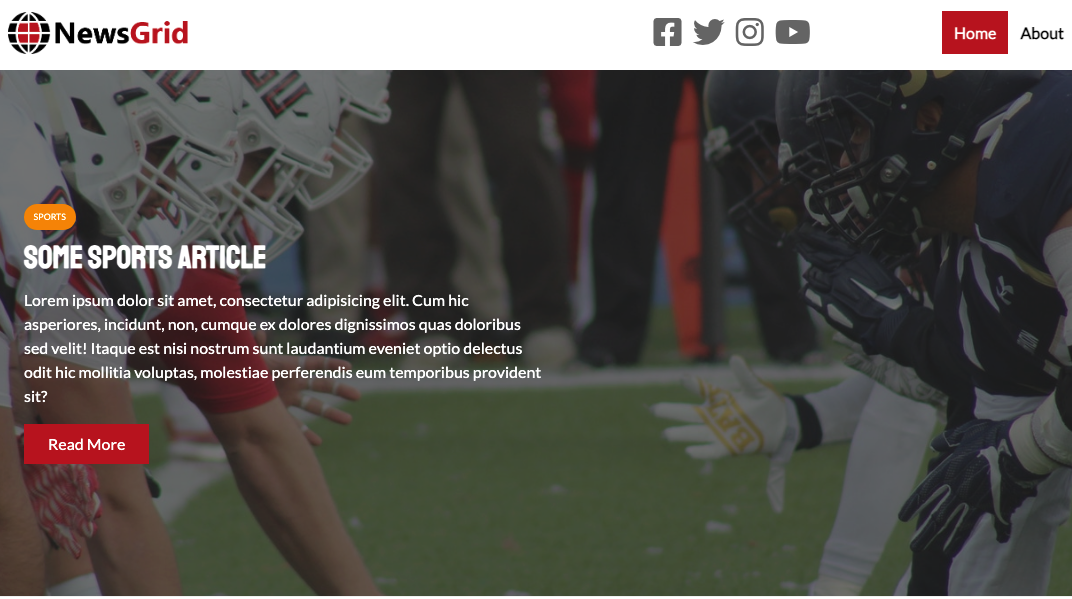 NewsGrid
Home
About
SPORTS
SOME SPORTS ARTICLE
Lorem ipsum dolor sit amet, consectetur adipisicing elit. Cum hic
asperiores, incidunt, non, cumque ex dolores dignissimos quas doloribus
sed velit! Itaque est nisi nostrum sunt laudantium eveniet optio delectus
odit hic mollitia voluptas, molestiae perferendis eum temporibus provident
sit?
Read More